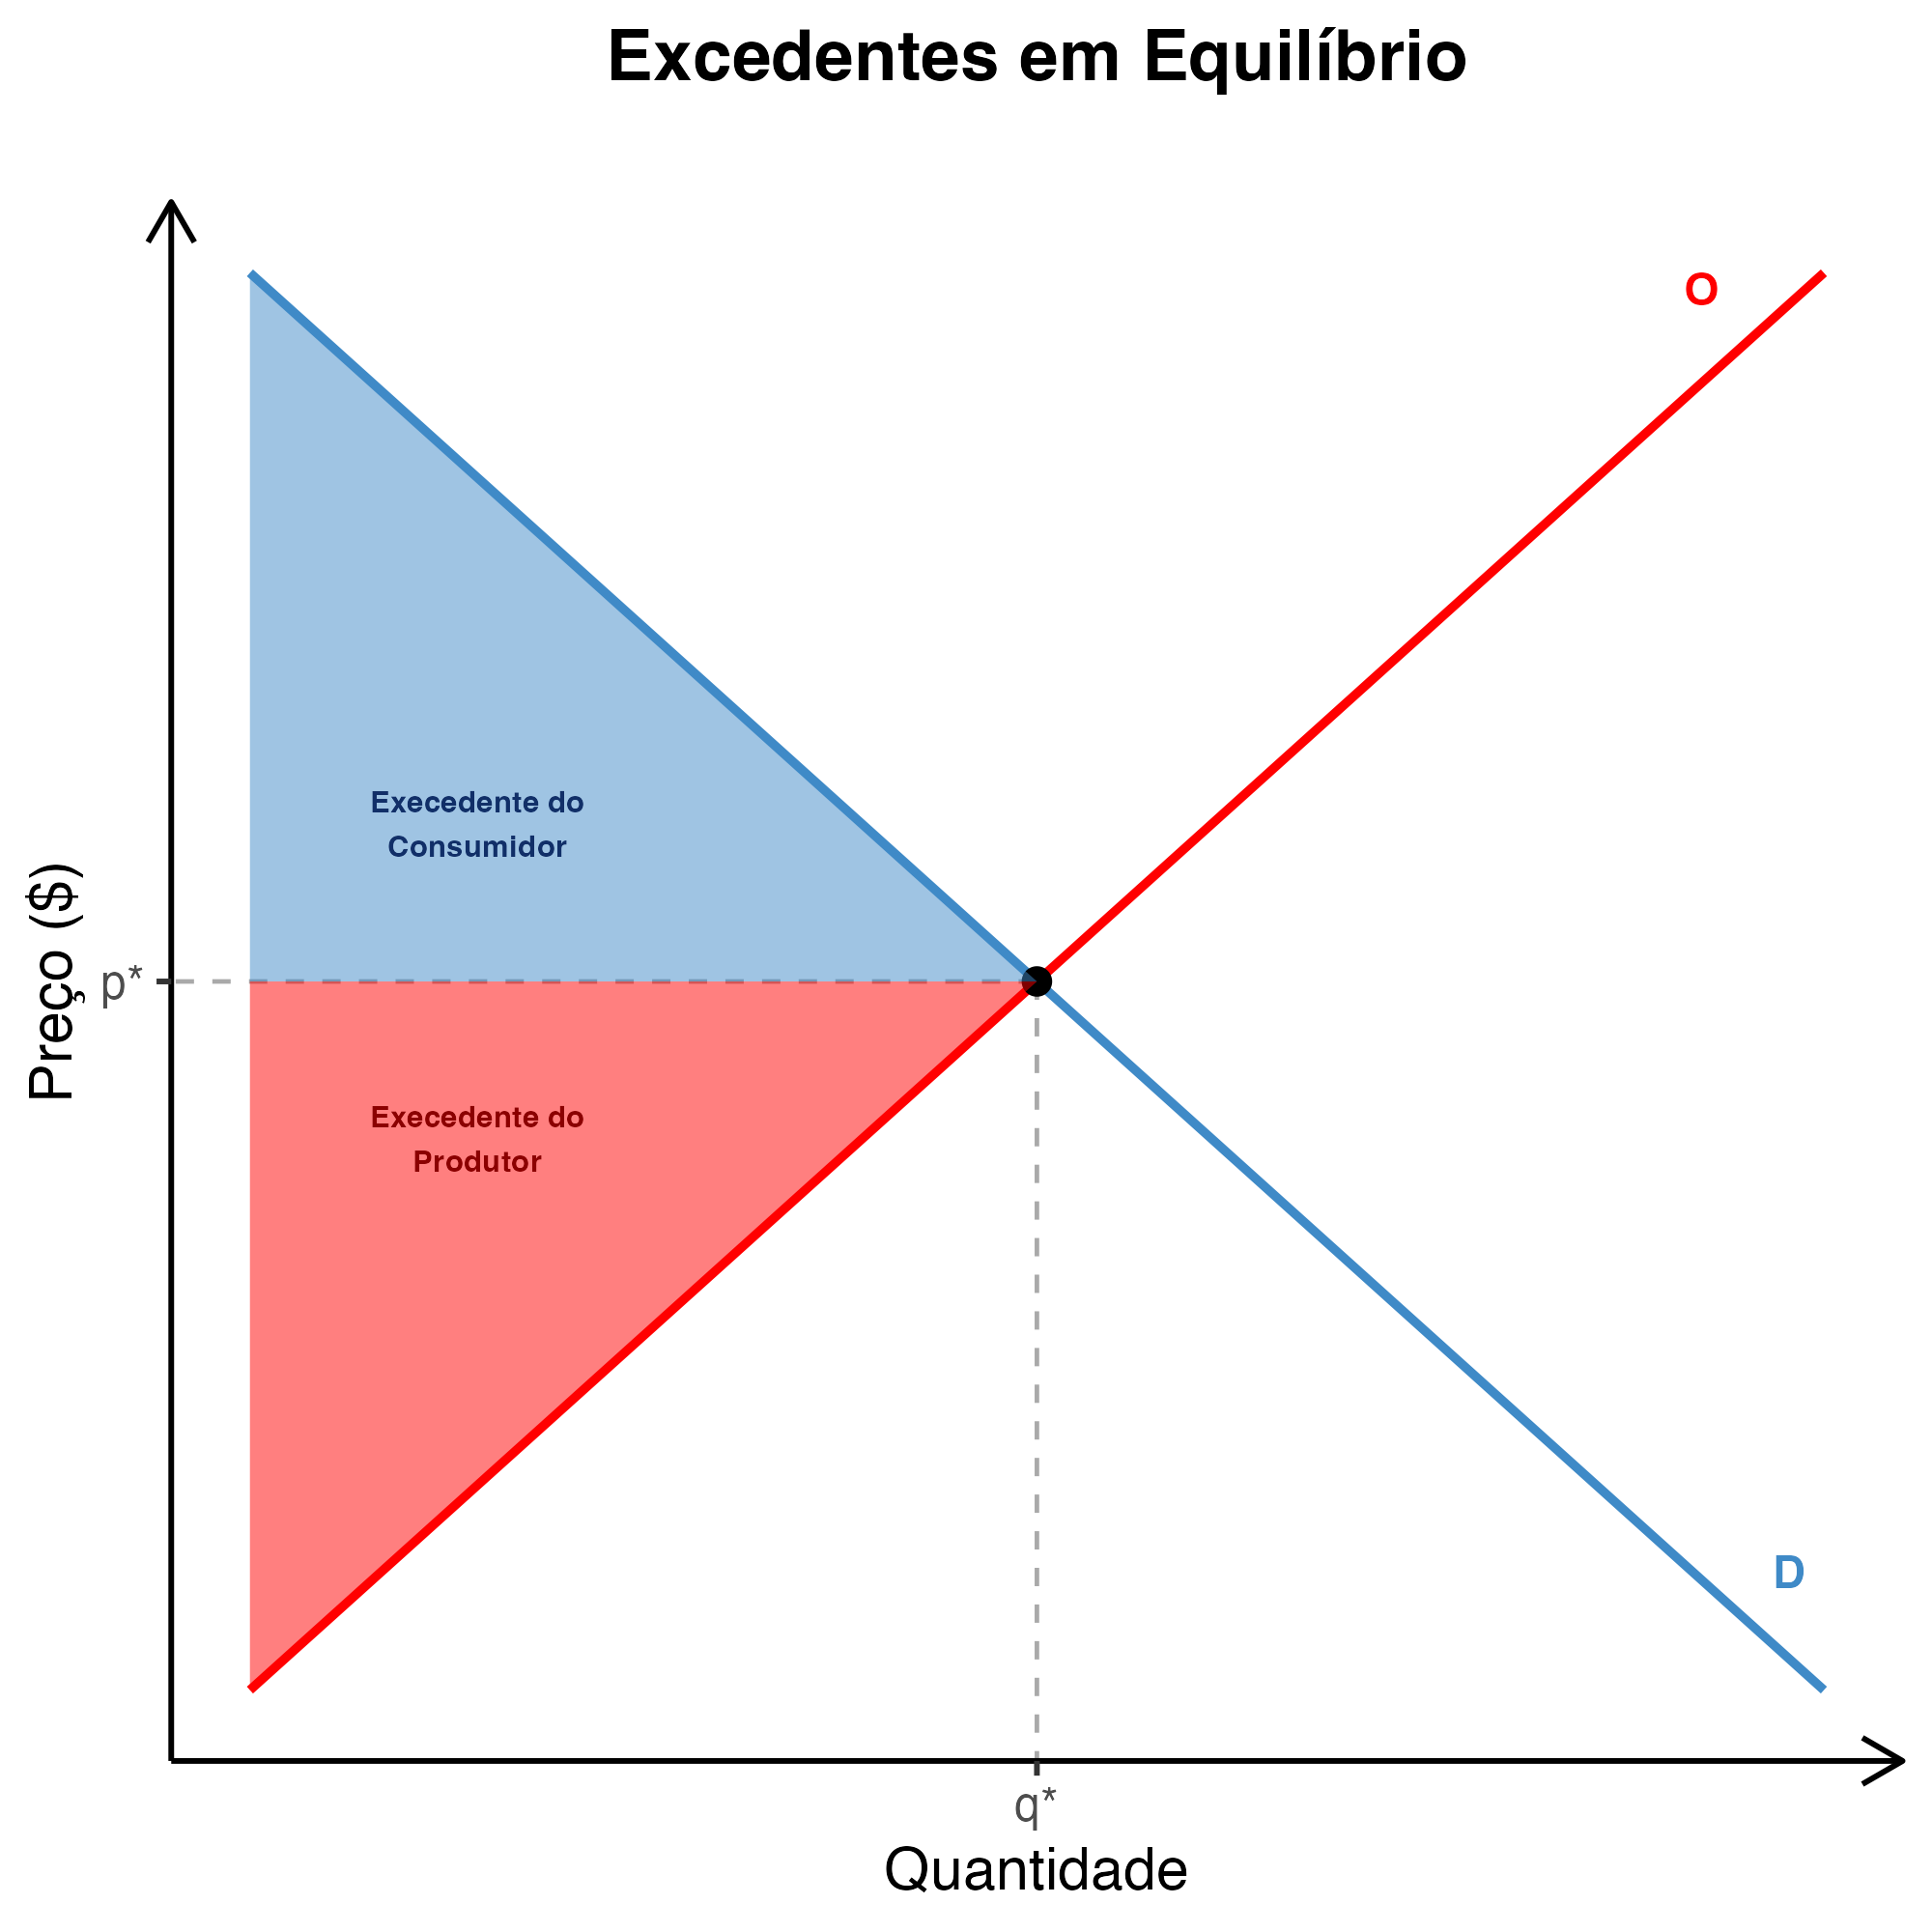 Excedentes em Equilíbrio
O
Execedente do
Consumidor
Preço ($)
p*
Execedente do
Produtor
D
q*
Quantidade